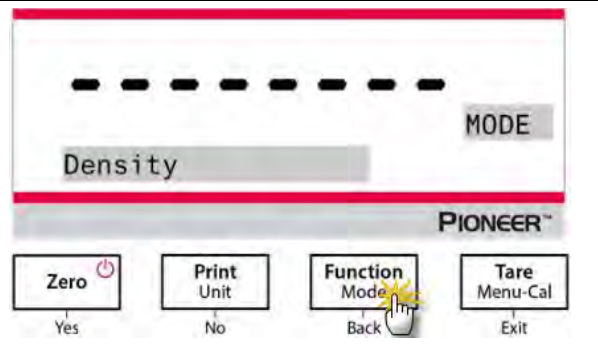 --------
MODE
Density
PIONEER™
Zero Print Function Tare
Unit Mode Menu-Cal
Yes No Back Exit